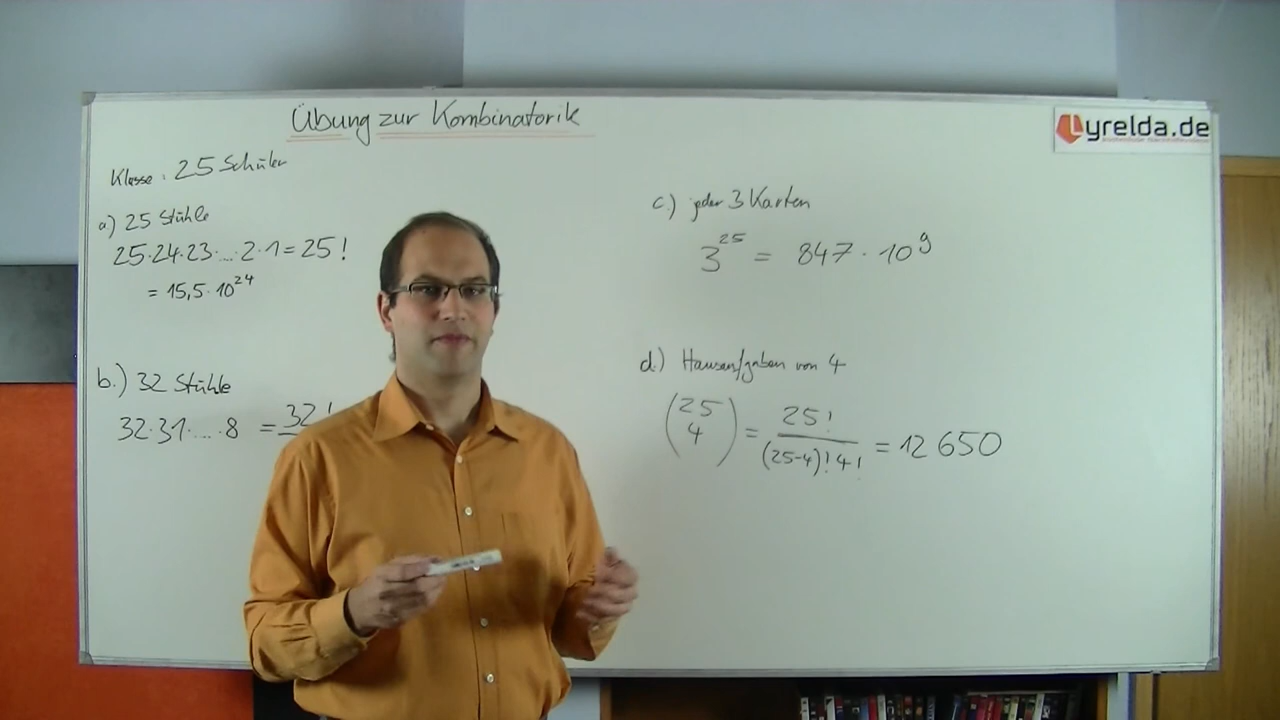 Übung zur Kombinatorik
yrelda.de
Klasse: 25 Schüler
a) 25 Stühle
25·24·23·....2·1=25!
= 15,5·10^24
b.) 32 Stühle
32·31·....·8 = 32!
c.) jeder 3 Karten
3^25 = 847·10^9
d.) Hausaufgaben von 4
(25 4) = 25! / (25-4)! 4! = 12 650